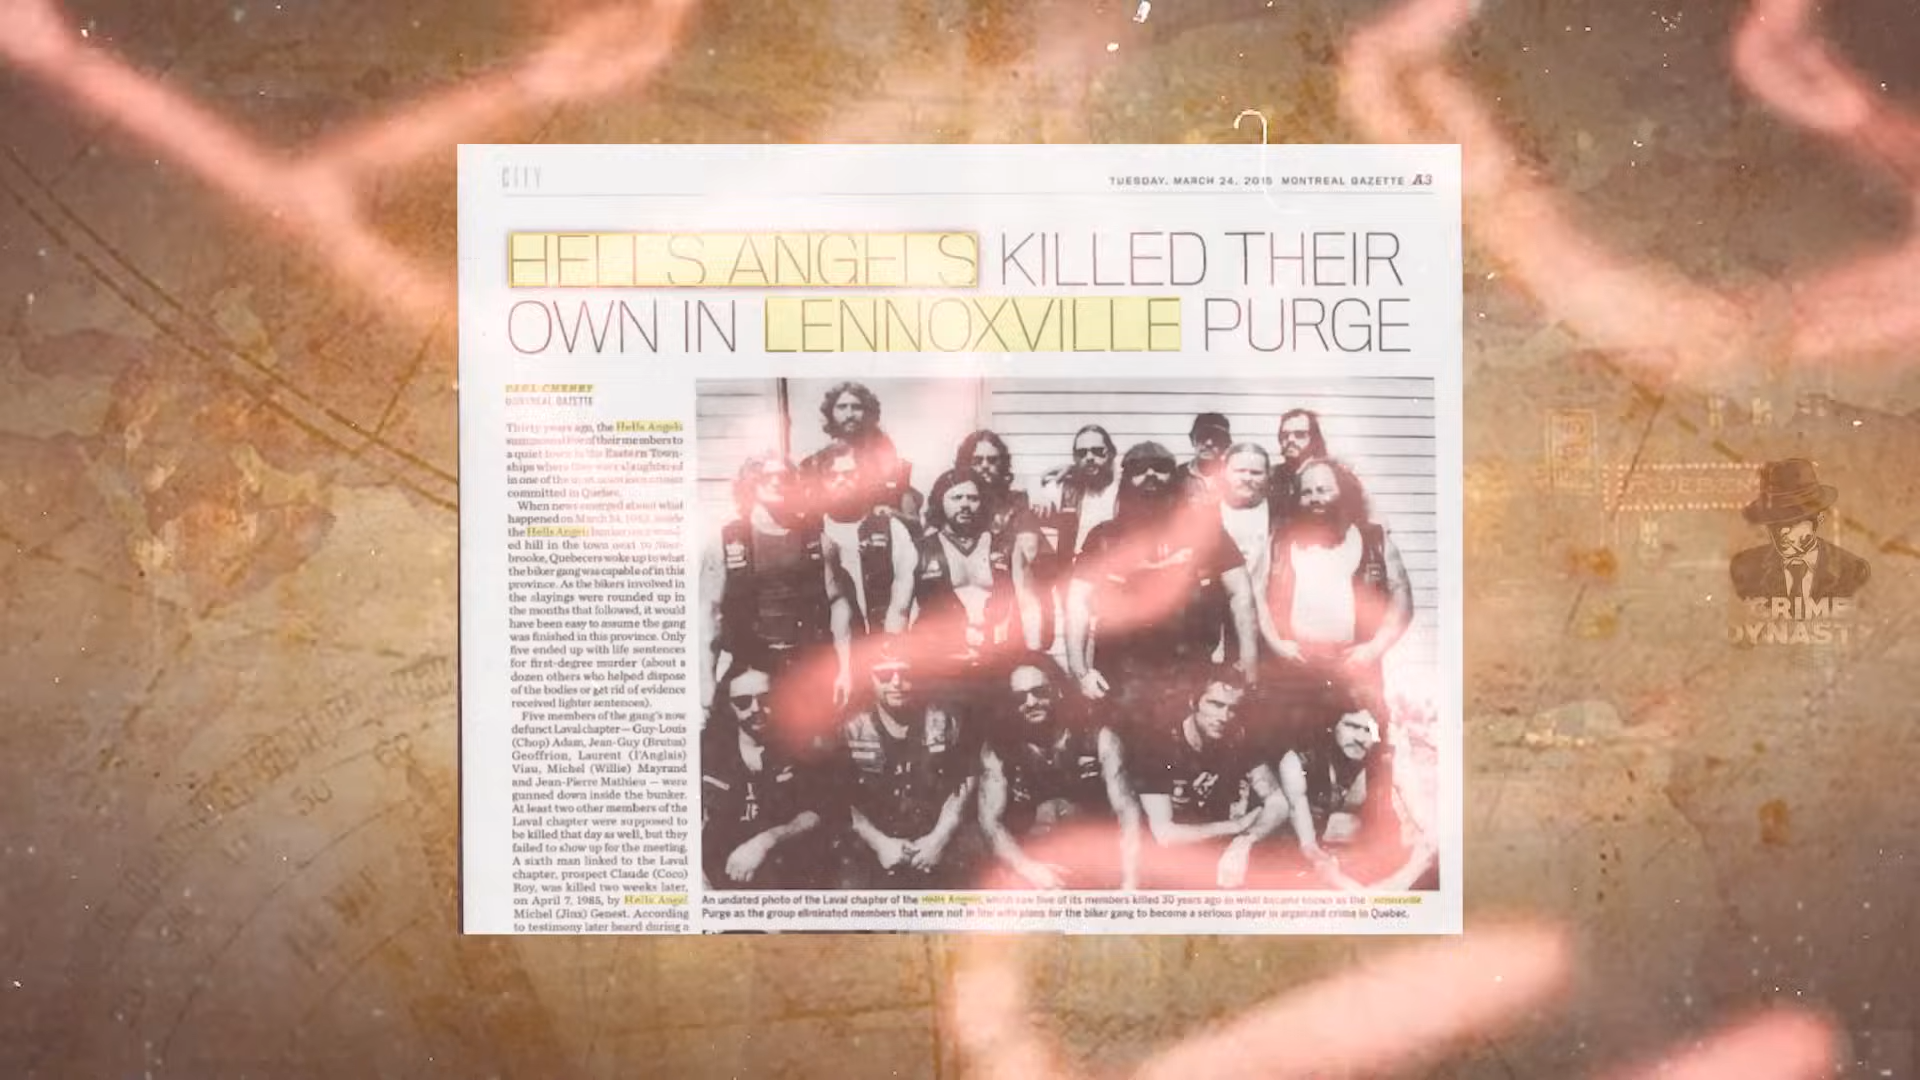 CITY
TUESDAY, MARCH 24, 2015 MONTREAL GAZETTE A3
HELLS ANGELS KILLED THEIR
OWN IN LENNOXVILLE PURGE
PAUL CHERRY
MONTREAL GAZETTE
Thirty years ago, the Hells Angels
summoned five of their members to
a quiet town in the Eastern Town-
ships where they were slaughtered
in one of the most
committed in Quebec.
When news emerged about what
happened on March 24, 1985, inside
the Hells Angels bunker on a wood-
ed hill in the town next to Sher-
brooke, Quebecers woke up to what
the biker gang was capable of in this
province. As the bikers involved in
the slayings were rounded up in
the months that followed, it would
have been easy to assume the gang
was finished in this province. Only
five ended up with life sentences
for first-degree murder (about a
dozen others who helped dispose
of the bodies or get rid of evidence
received lighter sentences).
Five members of the gang's now
defunct Laval chapter — Guy-Louis
(Chop) Adam, Jean-Guy (Brutus)
Geoffrion, Laurent (l'Anglais)
Viau, Michel (Willie) Mayrand
and Jean-Pierre Mathieu — were
gunned down inside the bunker.
At least two other members of the
Laval chapter were supposed to
be killed that day as well, but they
failed to show up for the meeting.
A sixth man linked to the Laval
chapter, prospect Claude (Coco)
Roy, was killed two weeks later,
on April 7, 1985, by Hells Angel
Michel (Jinx) Genest. According
to testimony later heard during a
An undated photo of the Laval chapter of the Hells Angels, which saw five of its members killed 30 years ago in what became known as the Lennoxville
Purge as the group eliminated members that were not in line with plans for the biker gang to become a serious player in organized crime in Quebec.
CRIME
DYNASTY